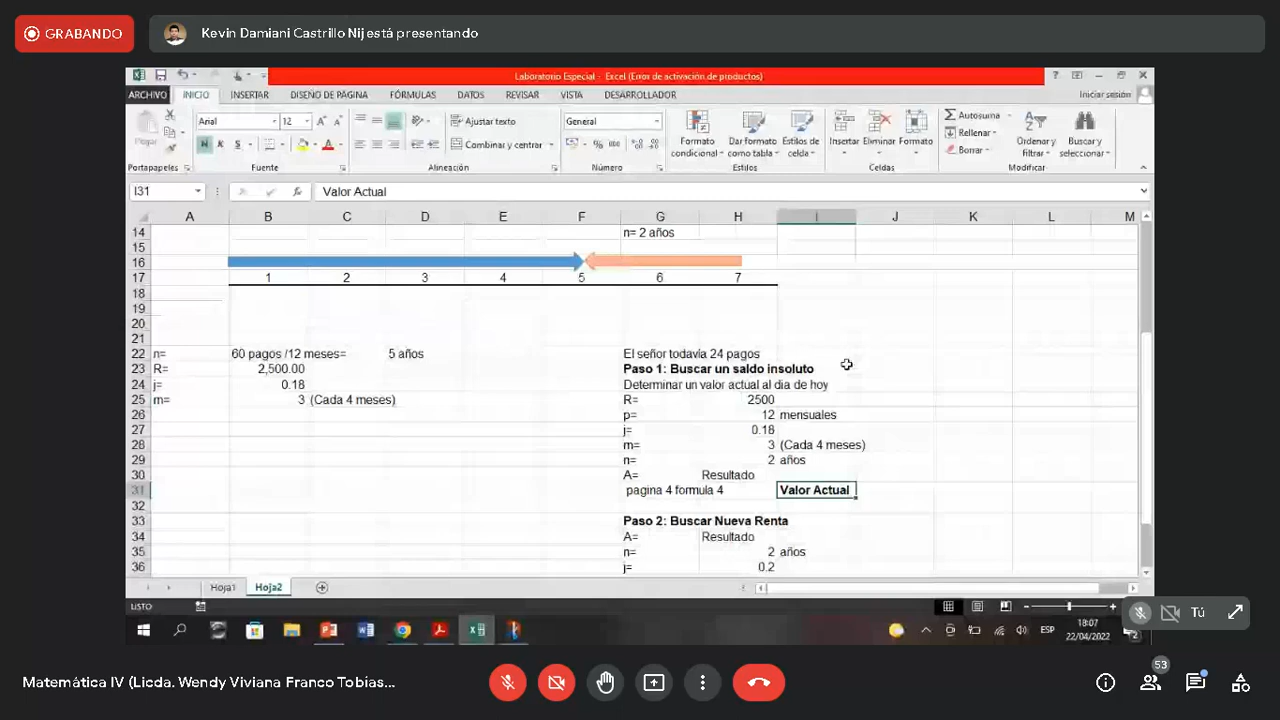 GRABANDO
Kevin Damiani Castrillo Nij está presentando
Laboratorio Especial - Excel (Error de activación de productos)
ARCHIVO INICIO INSERTAR DISEÑO DE PÁGINA FÓRMULAS DATOS REVISAR VISTA DESARROLLADOR Iniciar sesión
Arial 12 Ajustar texto General Autosuma
Pegar N K S Combinar y centrar % 000 Formato condicional Dar formato como tabla Estilos de celda Insertar Eliminar Formato Rellenar Borrar Ordenar y filtrar Buscar y seleccionar
Portapapeles Fuente Alineación Número Estilos Celdas Modificar
I31 fx Valor Actual
A B C D E F G H I J K L M
14 n= 2 años
15
16
17 1 2 3 4 5 6 7
18
19
20
21
22 n= 60 pagos /12 meses= 5 años El señor todavía 24 pagos
23 R= 2,500.00 Paso 1: Buscar un saldo insoluto
24 j= 0.18 Determinar un valor actual al dia de hoy
25 m= 3 (Cada 4 meses) R= 2500
26 p= 12 mensuales
27 j= 0.18
28 m= 3 (Cada 4 meses)
29 n= 2 años
30 A= Resultado
31 pagina 4 formula 4 Valor Actual
32
33 Paso 2: Buscar Nueva Renta
34 A= Resultado
35 n= 2 años
36 j= 0.2
Hoja1 Hoja2
LISTO
Tú
ESP 18:07
22/04/2022
53
Matemática IV (Licda. Wendy Viviana Franco Tobias...